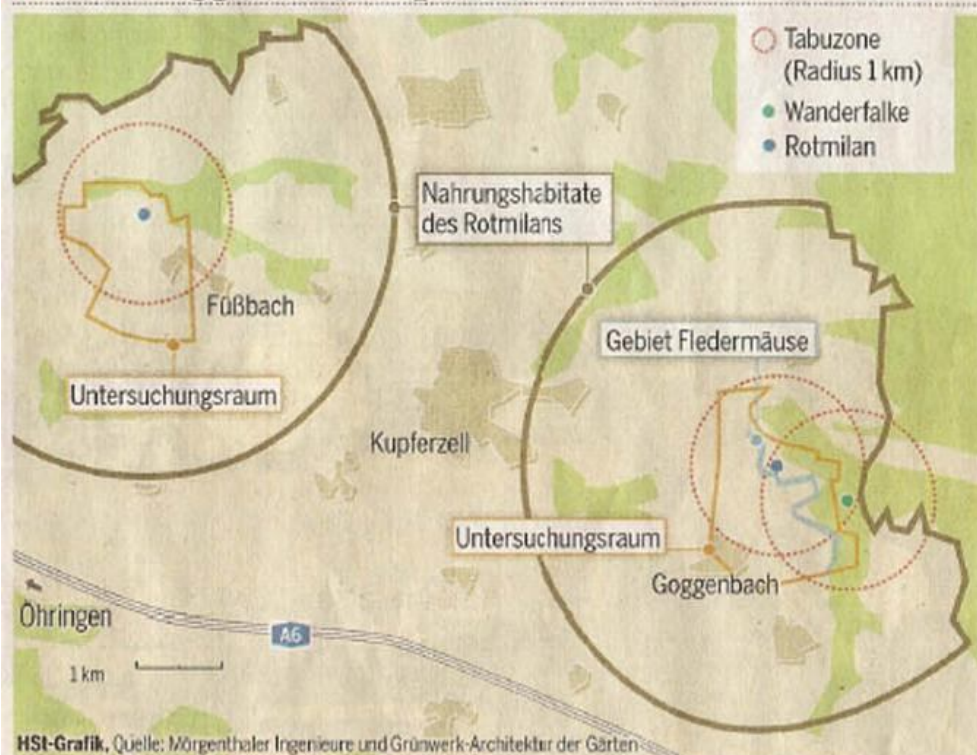 Tabuzone
(Radius 1 km)
Wanderfalke
Rotmilan
Nahrungshabitate
des Rotmilans
Füßbach
Gebiet Fledermäuse
Untersuchungsraum
Kupferzell
Untersuchungsraum
Goggenbach
Öhringen
A6
1 km
HSt-Grafik, Quelle: Mörgenthaler Ingenieure und Grünwerk-Architektur der Gärten